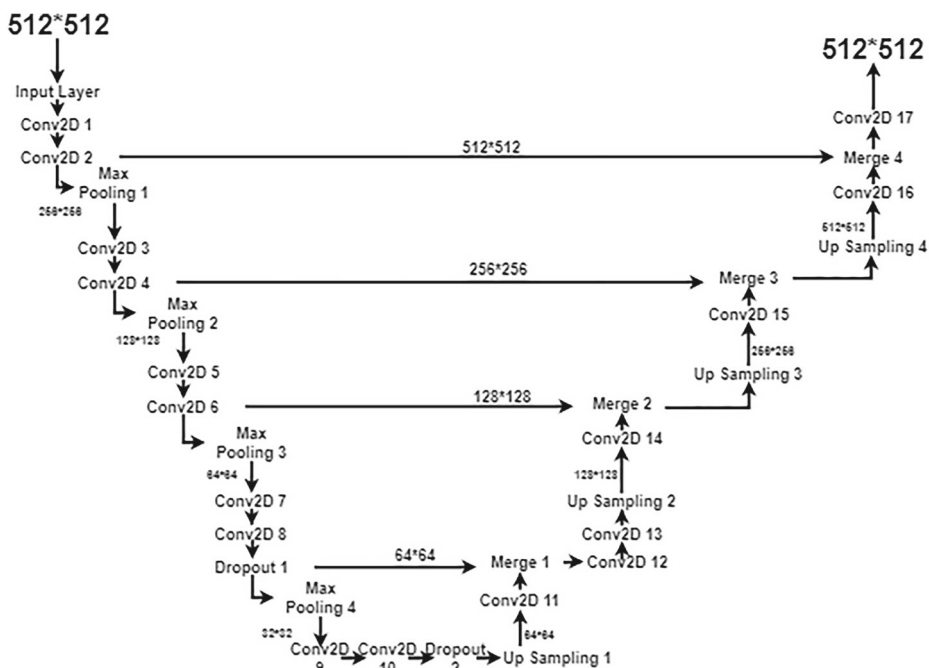 512*512
Input Layer
Conv2D 1
Conv2D 2
Max
Pooling 1
256*256
Conv2D 3
Conv2D 4
Max
Pooling 2
128*128
Conv2D 5
Conv2D 6
Max
Pooling 3
64*64
Conv2D 7
Conv2D 8
Dropout 1
Max
Pooling 4
32*32
Conv2D
9
Conv2D
10
Dropout
2
Up Sampling 1
64*64
Conv2D 11
64*64
Merge 1
Conv2D 12
Conv2D 13
Up Sampling 2
128*128
Conv2D 14
128*128
Merge 2
Up Sampling 3
256*256
Conv2D 15
256*256
Merge 3
Up Sampling 4
512*512
Conv2D 16
512*512
Merge 4
Conv2D 17
512*512